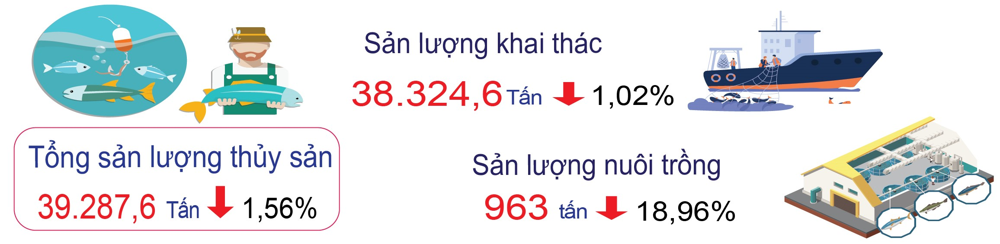 Sản lượng khai thác
38.324,6 Tấn 1,02%
Tổng sản lượng thủy sản
39.287,6 Tấn 1,56%
Sản lượng nuôi trồng
963 tấn 18,96%